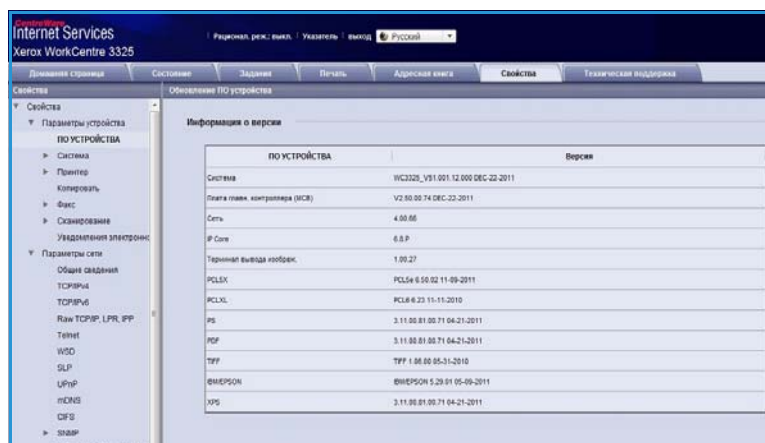 CentreWare
Internet Services
Xerox WorkCentre 3325
Рационал. реж.: выкл. Указатель выход Русский
Домашняя страница Состояние Задания Печать Адресная книга Свойства Техническая поддержка
Свойства Обновление ПО устройства
Свойства
Параметры устройства
ПО УСТРОЙСТВА
Система
Принтер
Копировать
Факс
Сканирование
Уведомления электронно
Параметры сети
Общие сведения
TCP/IPv4
TCP/IPv6
Raw TCP/IP, LPR, IPP
Telnet
WSD
SLP
UPnP
mDNS
CIFS
SNMP
Информация о версии
ПО УСТРОЙСТВА Версия
Система WC3325_V51.001.12.000 DEC-22-2011
Плата главн. контроллера (MCB) V2.50.00.74 DEC-22-2011
Сеть 4.00.66
IP Core 6.8.P
Терминал вывода изображ. 1.00.27
PCL5X PCL5e 6.50.02 11-09-2011
PCLXL PCL6 6.23 11-11-2010
PS 3.11.00.81.00.71 04-21-2011
PDF 3.11.00.81.00.71 04-21-2011
TIFF TIFF 1.06.00 05-31-2010
IBM/EPSON IBM/EPSON 5.29.01 05-09-2011
XPS 3.11.00.81.00.71 04-21-2011